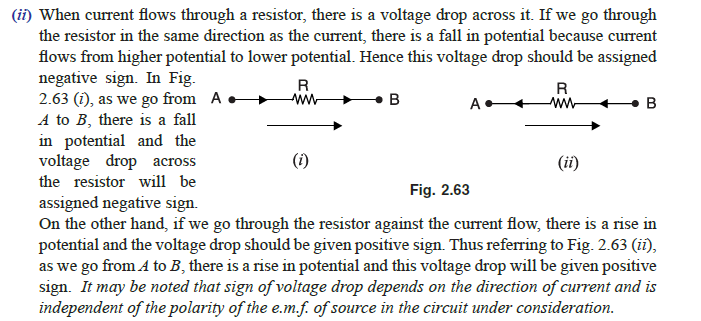 (ii) When current flows through a resistor, there is a voltage drop across it. If we go through
the resistor in the same direction as the current, there is a fall in potential because current
flows from higher potential to lower potential. Hence this voltage drop should be assigned
negative sign. In Fig.
2.63 (i), as we go from
A to B, there is a fall
in potential and the
voltage drop across
the resistor will be
assigned negative sign.
R
A B
(i)
R
A B
(ii)
Fig. 2.63
On the other hand, if we go through the resistor against the current flow, there is a rise in
potential and the voltage drop should be given positive sign. Thus referring to Fig. 2.63 (ii),
as we go from A to B, there is a rise in potential and this voltage drop will be given positive
sign. It may be noted that sign of voltage drop depends on the direction of current and is
independent of the polarity of the e.m.f. of source in the circuit under consideration.